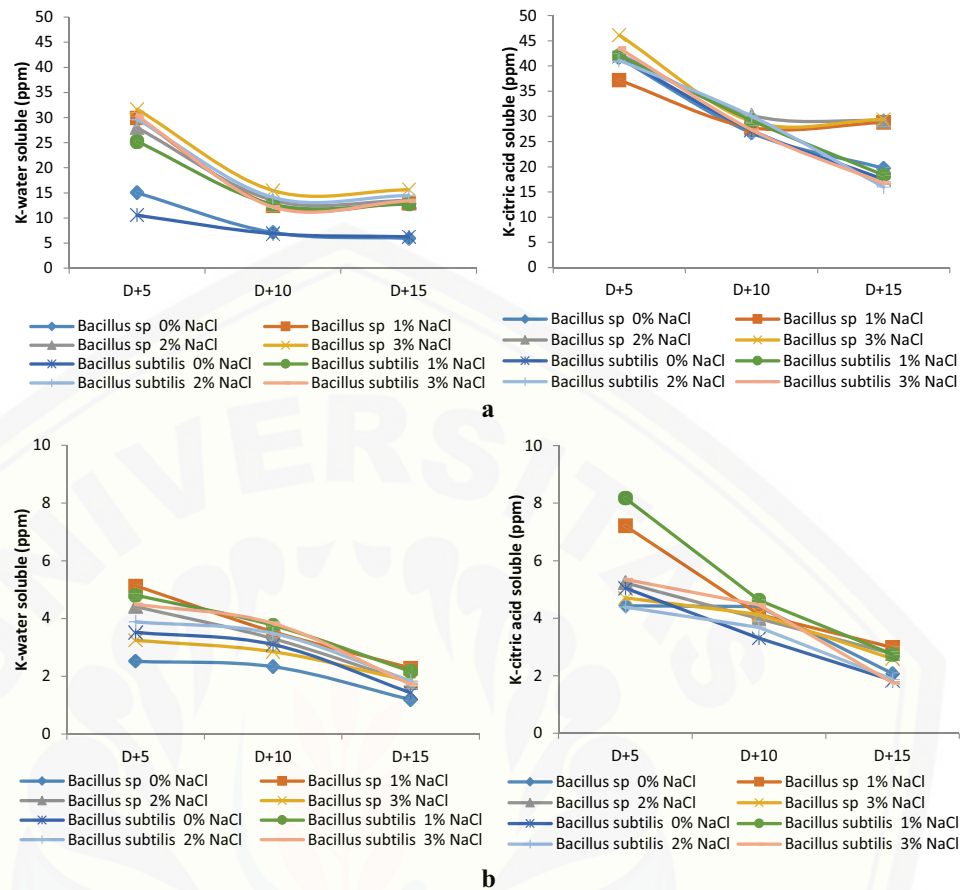 K-water soluble (ppm)
50
45
40
35
30
25
20
15
10
5
0
D+5 D+10 D+15
Bacillus sp 0% NaCl Bacillus sp 1% NaCl
Bacillus sp 2% NaCl Bacillus sp 3% NaCl
Bacillus subtilis 0% NaCl Bacillus subtilis 1% NaCl
Bacillus subtilis 2% NaCl Bacillus subtilis 3% NaCl
K-citric acid soluble (ppm)
50
45
40
35
30
25
20
15
10
5
0
D+5 D+10 D+15
Bacillus sp 0% NaCl Bacillus sp 1% NaCl
Bacillus sp 2% NaCl Bacillus sp 3% NaCl
Bacillus subtilis 0% NaCl Bacillus subtilis 1% NaCl
Bacillus subtilis 2% NaCl Bacillus subtilis 3% NaCl
a
K-water soluble (ppm)
10
8
6
4
2
0
D+5 D+10 D+15
Bacillus sp 0% NaCl Bacillus sp 1% NaCl
Bacillus sp 2% NaCl Bacillus sp 3% NaCl
Bacillus subtilis 0% NaCl Bacillus subtilis 1% NaCl
Bacillus subtilis 2% NaCl Bacillus subtilis 3% NaCl
K-citric acid soluble (ppm)
10
8
6
4
2
0
D+5 D+10 D+15
Bacillus sp 0% NaCl Bacillus sp 1% NaCl
Bacillus sp 2% NaCl Bacillus sp 3% NaCl
Bacillus subtilis 0% NaCl Bacillus subtilis 1% NaCl
Bacillus subtilis 2% NaCl Bacillus subtilis 3% NaCl
b
UNIVERSITAS